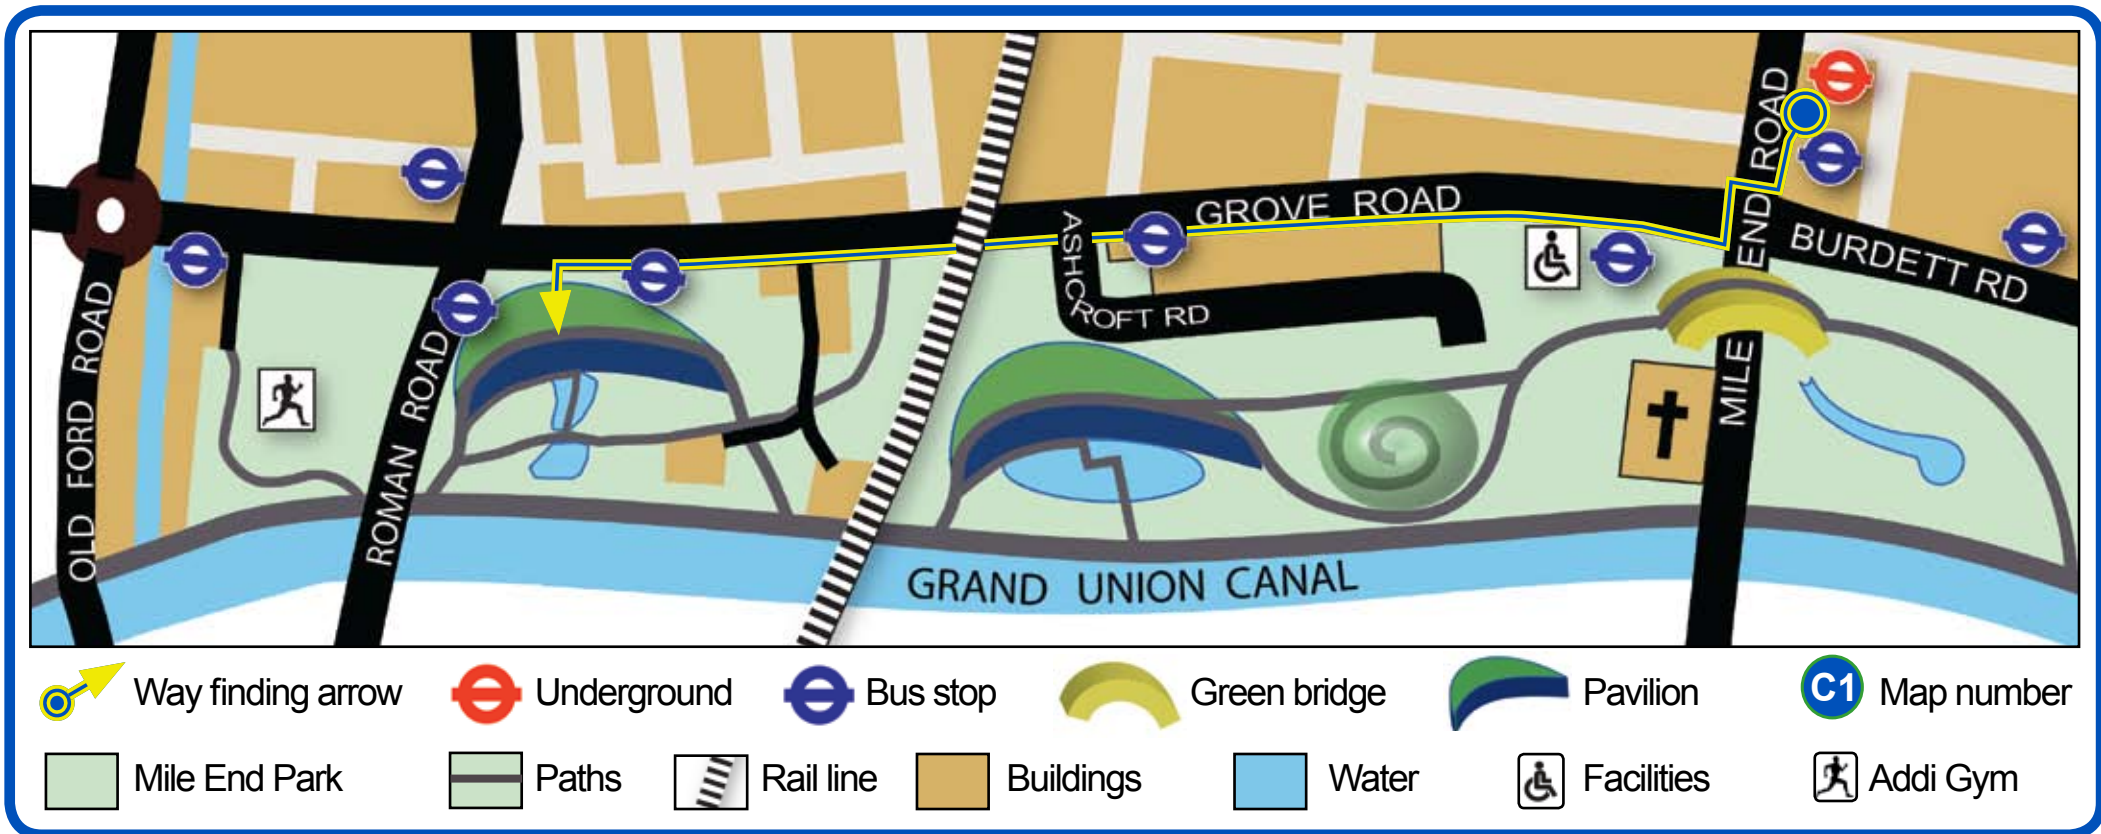 GROVE ROAD
ASHCROFT RD
MILE END ROAD
BURDETT RD
OLD FORD ROAD
ROMAN ROAD
GRAND UNION CANAL
Way finding arrow
Underground
Bus stop
Green bridge
Pavilion
C1 Map number
Mile End Park
Paths
Rail line
Buildings
Water
Facilities
Addi Gym